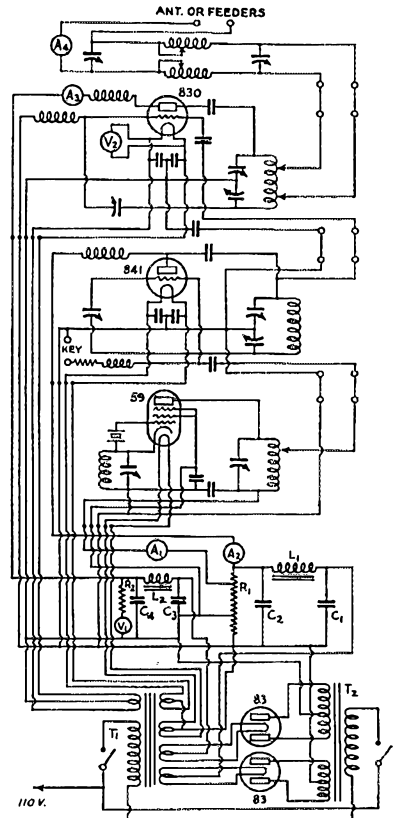 ANT. OR FEEDERS
A4
A3
830
V2
841
KEY
59
A1
A2
L1
R2
L2
R1
C4
C3
C2
C1
V1
T1
83
T2
83
110 V.